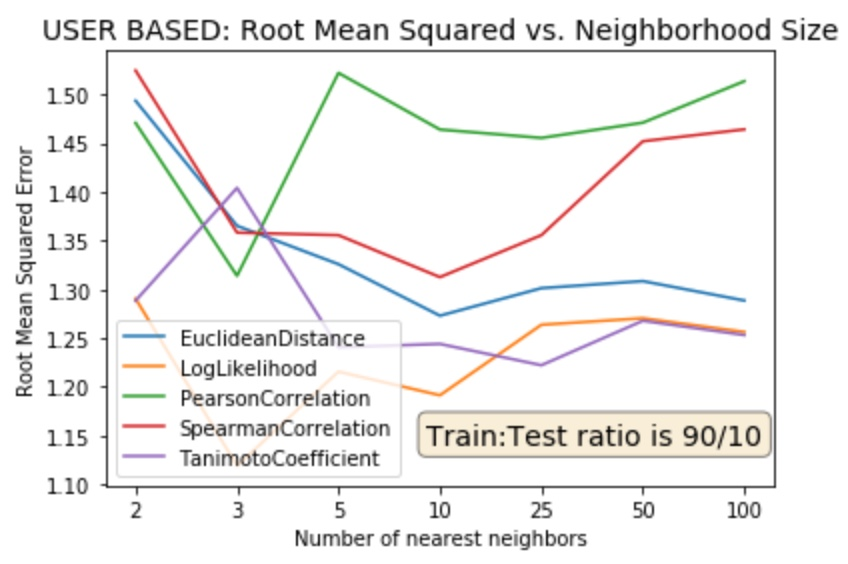 USER BASED: Root Mean Squared vs. Neighborhood Size
Root Mean Squared Error
1.50
1.45
1.40
1.35
1.30
1.25
1.20
1.15
1.10
EuclideanDistance
LogLikelihood
PearsonCorrelation
SpearmanCorrelation
TanimotoCoefficient
Train:Test ratio is 90/10
2 3 5 10 25 50 100
Number of nearest neighbors